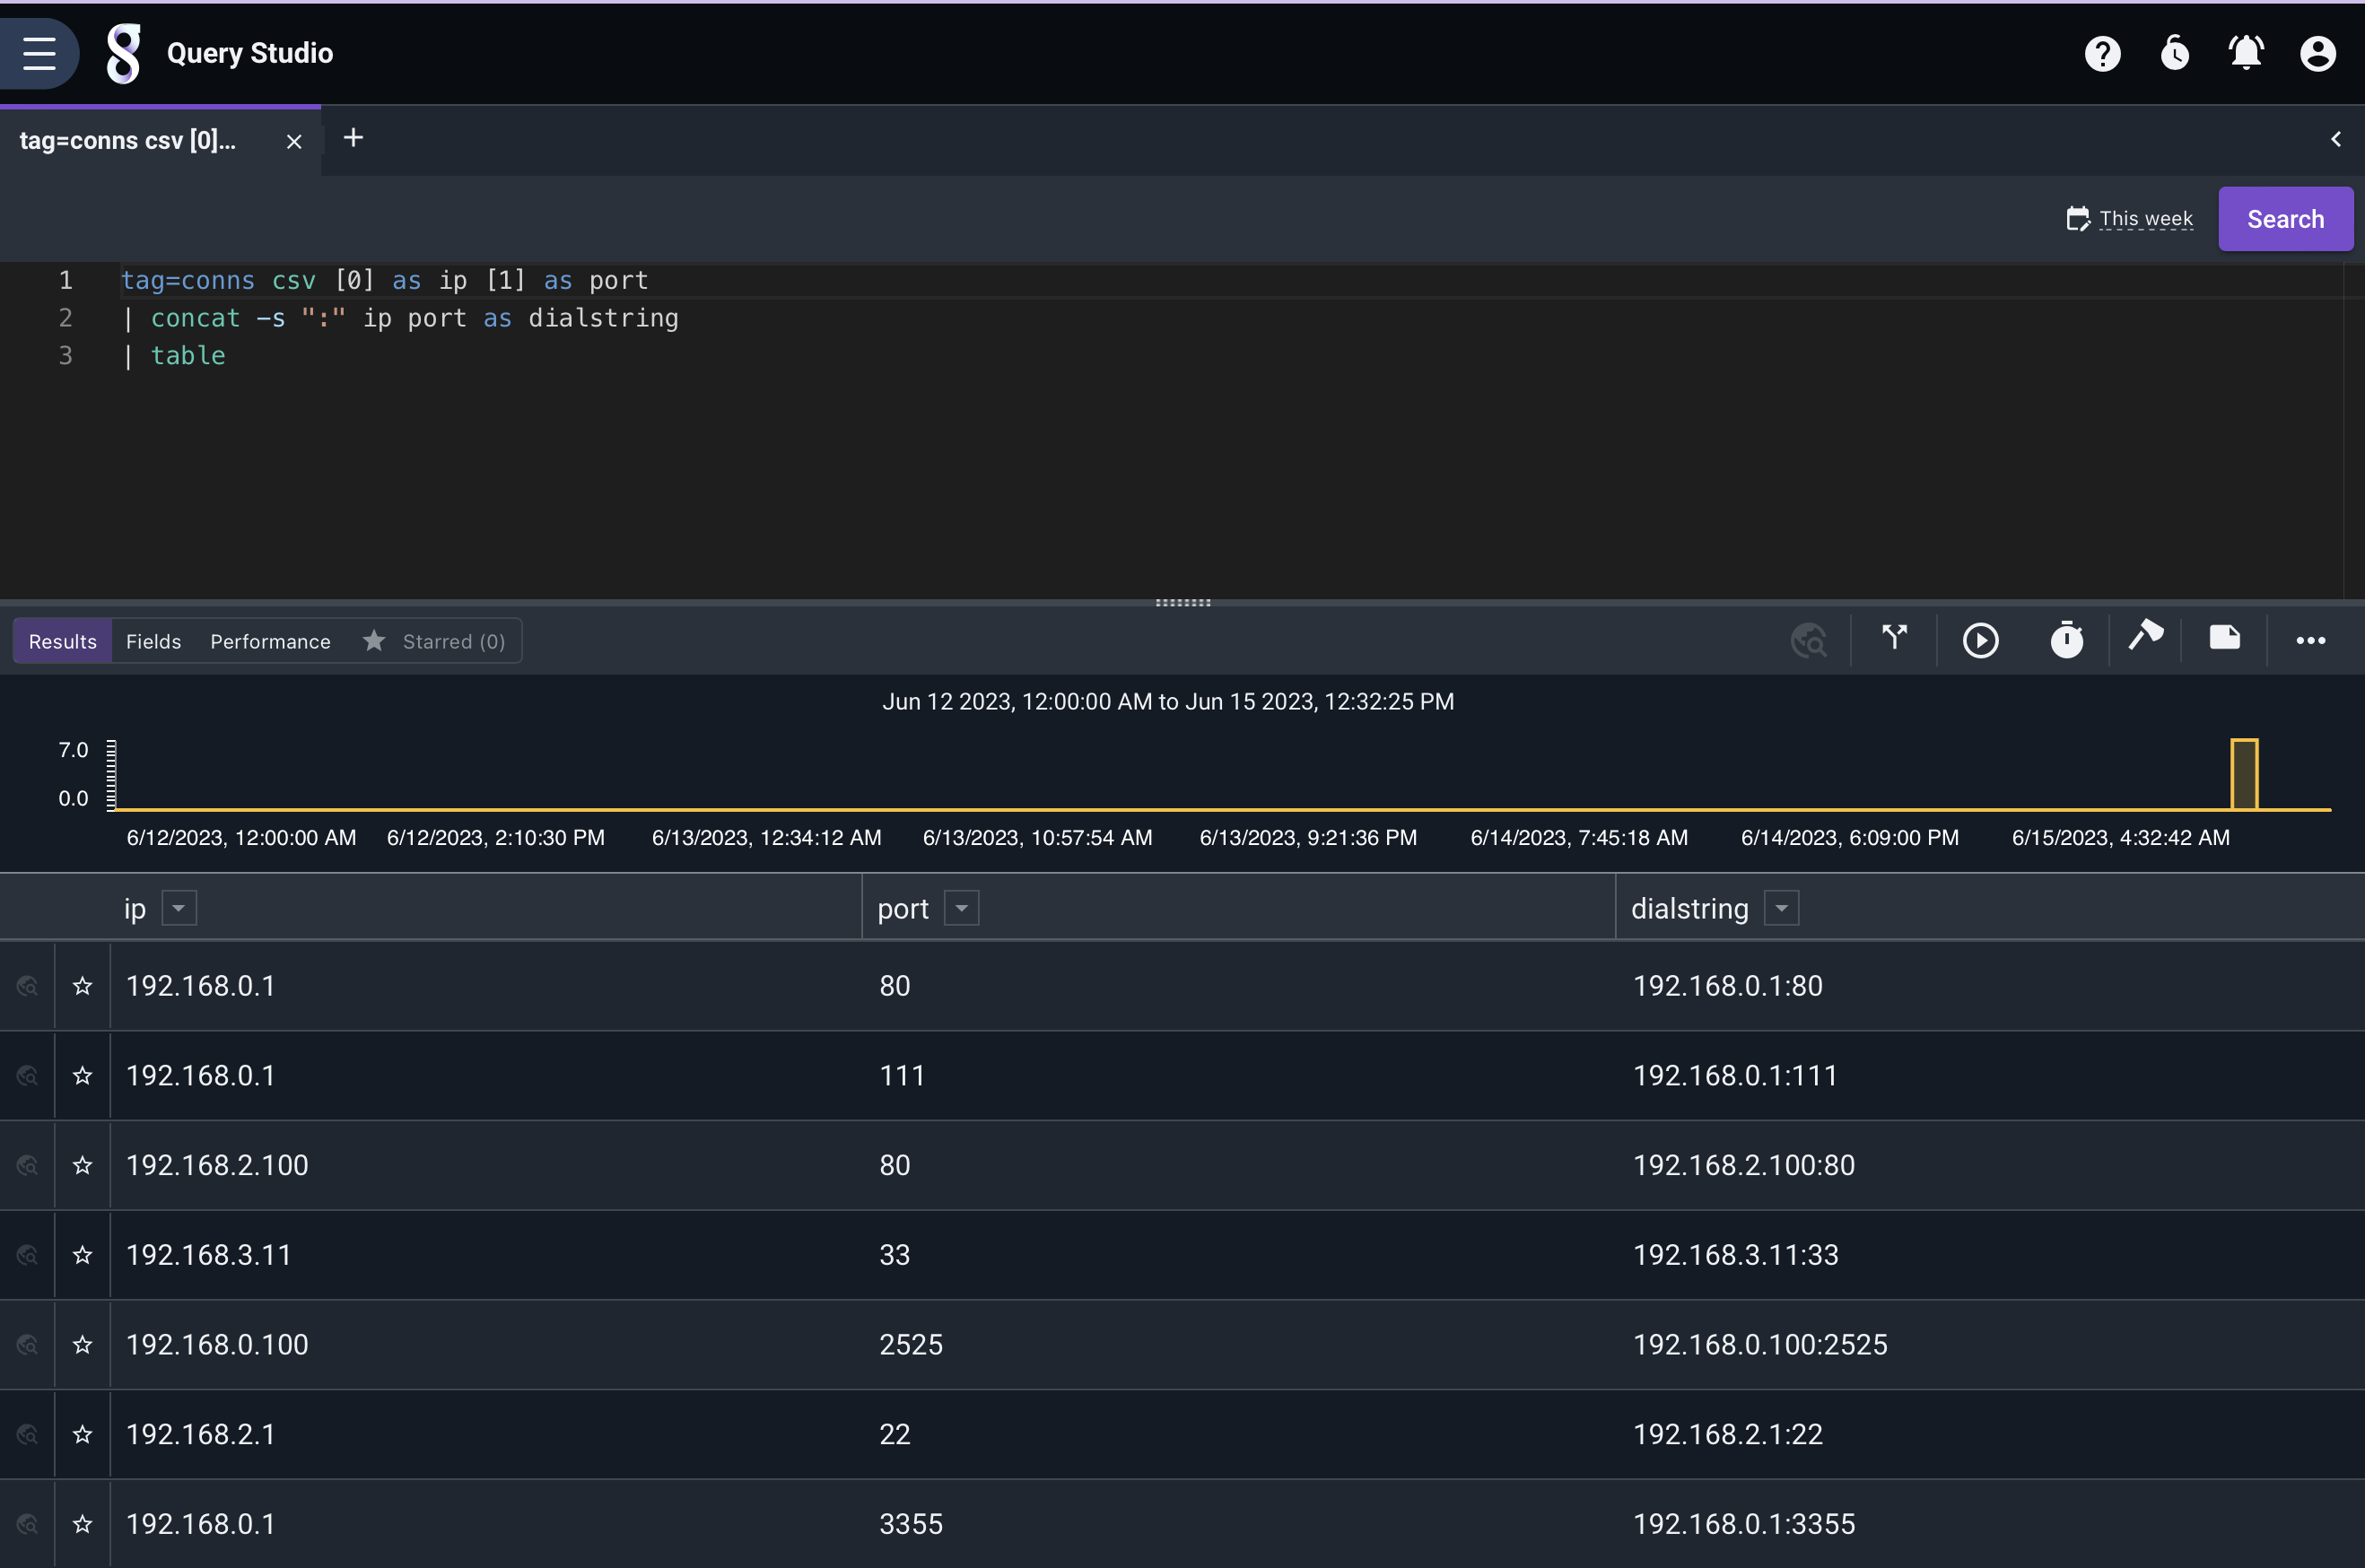 Query Studio
tag=conns csv [0]...
This week
Search
1 tag=conns csv [0] as ip [1] as port
2 | concat -s ":" ip port as dialstring
3 | table
Results Fields Performance Starred (0)
Jun 12 2023, 12:00:00 AM to Jun 15 2023, 12:32:25 PM
7.0
0.0
6/12/2023, 12:00:00 AM 6/12/2023, 2:10:30 PM 6/13/2023, 12:34:12 AM 6/13/2023, 10:57:54 AM 6/13/2023, 9:21:36 PM 6/14/2023, 7:45:18 AM 6/14/2023, 6:09:00 PM 6/15/2023, 4:32:42 AM
ip port dialstring
192.168.0.1 80 192.168.0.1:80
192.168.0.1 111 192.168.0.1:111
192.168.2.100 80 192.168.2.100:80
192.168.3.11 33 192.168.3.11:33
192.168.0.100 2525 192.168.0.100:2525
192.168.2.1 22 192.168.2.1:22
192.168.0.1 3355 192.168.0.1:3355